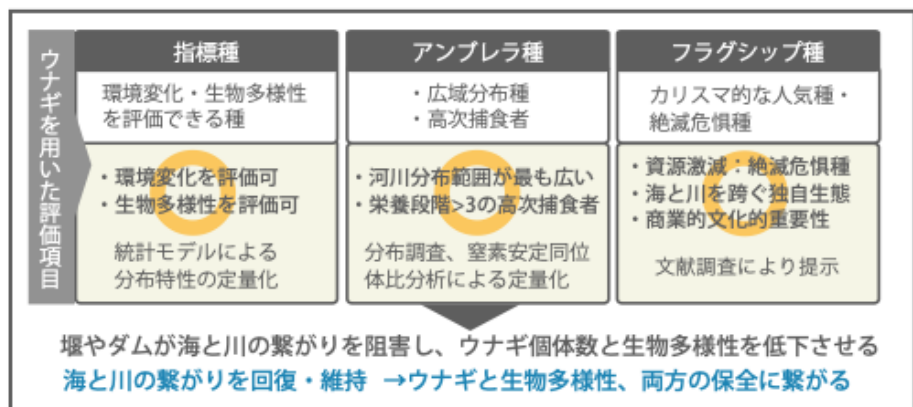 ウナギを用いた評価項目
指標種
環境変化・生物多様性
を評価できる種
・環境変化を評価可
・生物多様性を評価可
統計モデルによる
分布特性の定量化
アンブレラ種
・広域分布種
・高次捕食者
・河川分布範囲が最も広い
・栄養段階>3の高次捕食者
分布調査、窒素安定同位
体比分析による定量化
フラグシップ種
カリスマ的な人気種・
絶滅危惧種
・資源激減：絶滅危惧種
・海と川を跨ぐ独自生態
・商業的文化的重要性
文献調査により提示
堰やダムが海と川の繋がりを阻害し、ウナギ個体数と生物多様性を低下させる
海と川の繋がりを回復・維持 →ウナギと生物多様性、両方の保全に繋がる